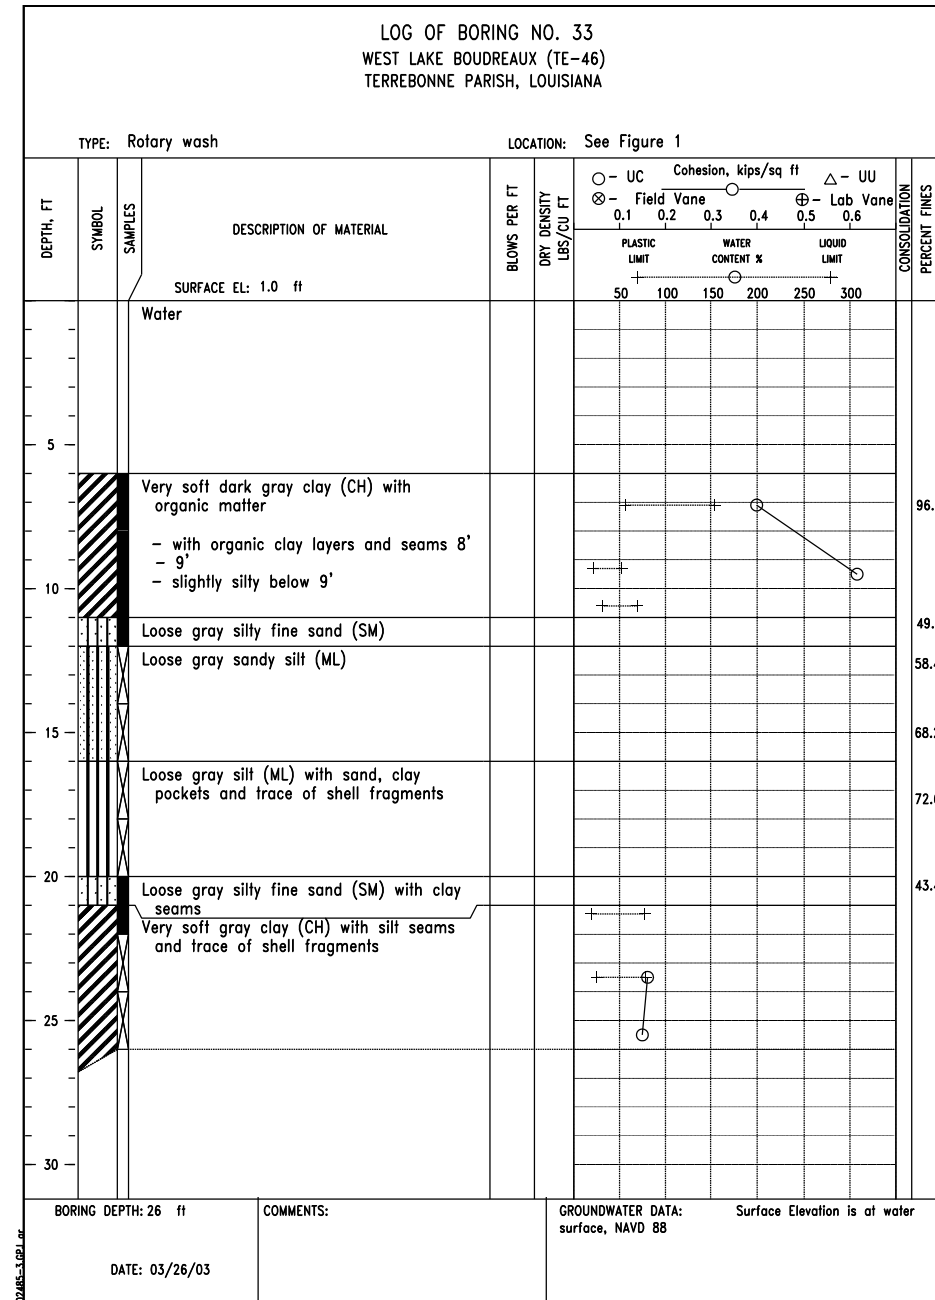 LOG OF BORING NO. 33
WEST LAKE BOUDREAUX (TE-46)
TERREBONNE PARISH, LOUISIANA
TYPE: Rotary wash
LOCATION: See Figure 1
DEPTH, FT
SYMBOL
SAMPLES
DESCRIPTION OF MATERIAL
SURFACE EL: 1.0 ft
BLOWS PER FT
DRY DENSITY
LBS/CU FT
Cohesion, kips/sq ft
- UC
- UU
- Field Vane
- Lab Vane
0.1 0.2 0.3 0.4 0.5 0.6
PLASTIC LIMIT
WATER CONTENT %
LIQUID LIMIT
50 100 150 200 250 300
CONSOLIDATION
PERCENT FINES
Water
5
Very soft dark gray clay (CH) with
organic matter
96.
- with organic clay layers and seams 8'
- 9'
- slightly silty below 9'
10
Loose gray silty fine sand (SM)
49.
Loose gray sandy silt (ML)
58.4
15
68.2
Loose gray silt (ML) with sand, clay
pockets and trace of shell fragments
72.0
20
Loose gray silty fine sand (SM) with clay
seams
43.4
Very soft gray clay (CH) with silt seams
and trace of shell fragments
25
30
BORING DEPTH: 26 ft
COMMENTS:
GROUNDWATER DATA: Surface Elevation is at water
surface, NAVD 88
DATE: 03/26/03